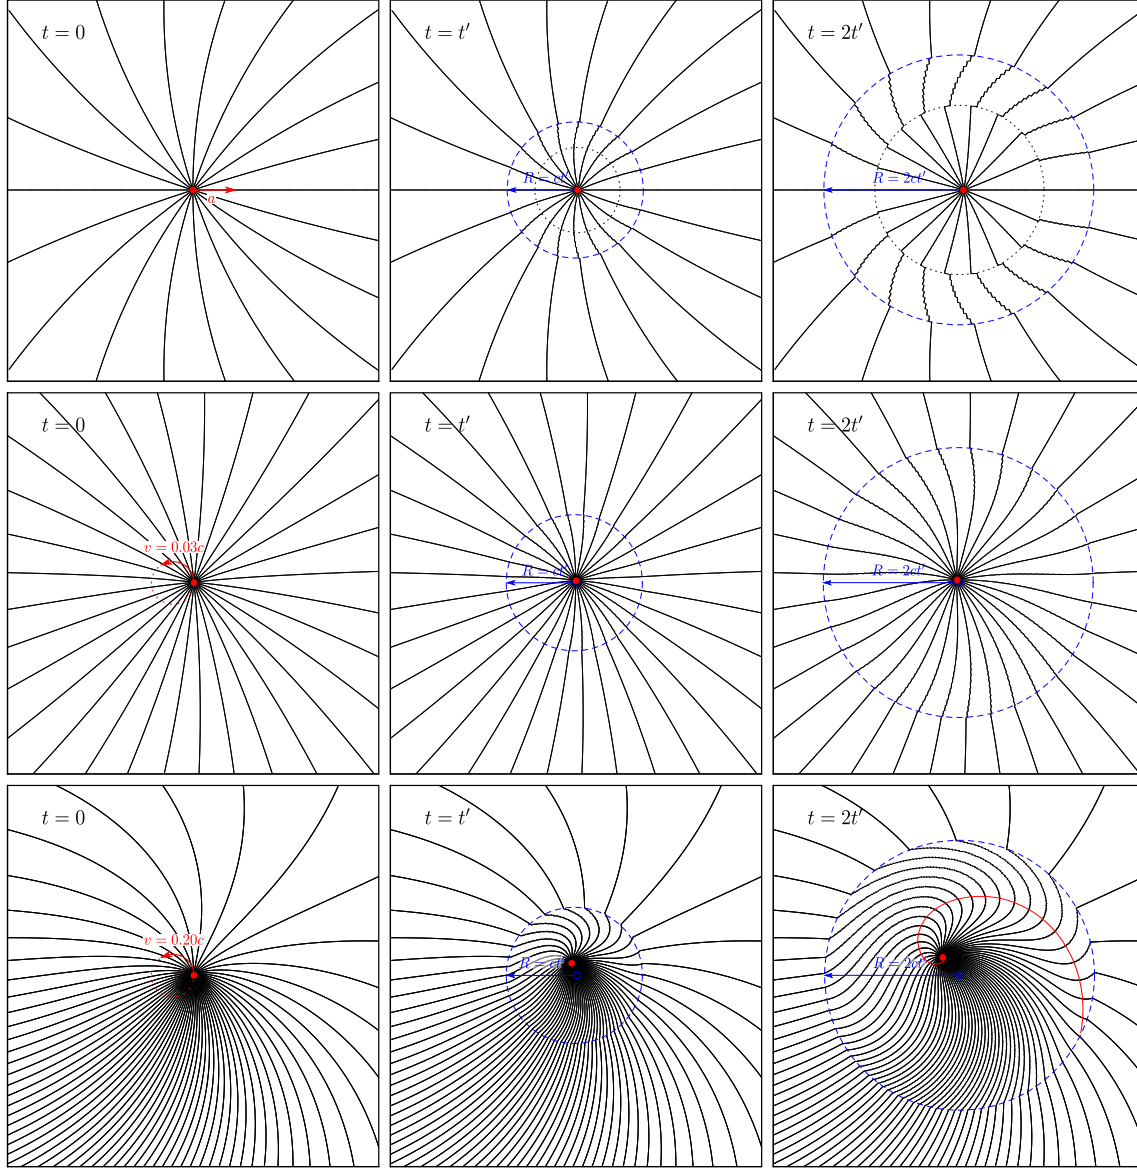 t = 0
t = t′
t = 2t′
a
R = ct′
R = 2ct′
t = 0
t = t′
t = 2t′
v = 0.03c
R = ct′
R = 2ct′
t = 0
t = t′
t = 2t′
v = 0.20c
R = ct′
R = 2ct′